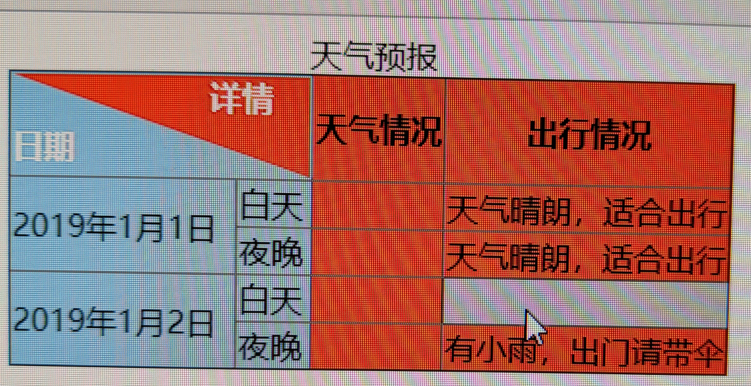 天气预报
详情
日期
天气情况
出行情况
2019年1月1日
白天
天气晴朗，适合出行
夜晚
天气晴朗，适合出行
2019年1月2日
白天
夜晚
有小雨，出门请带伞